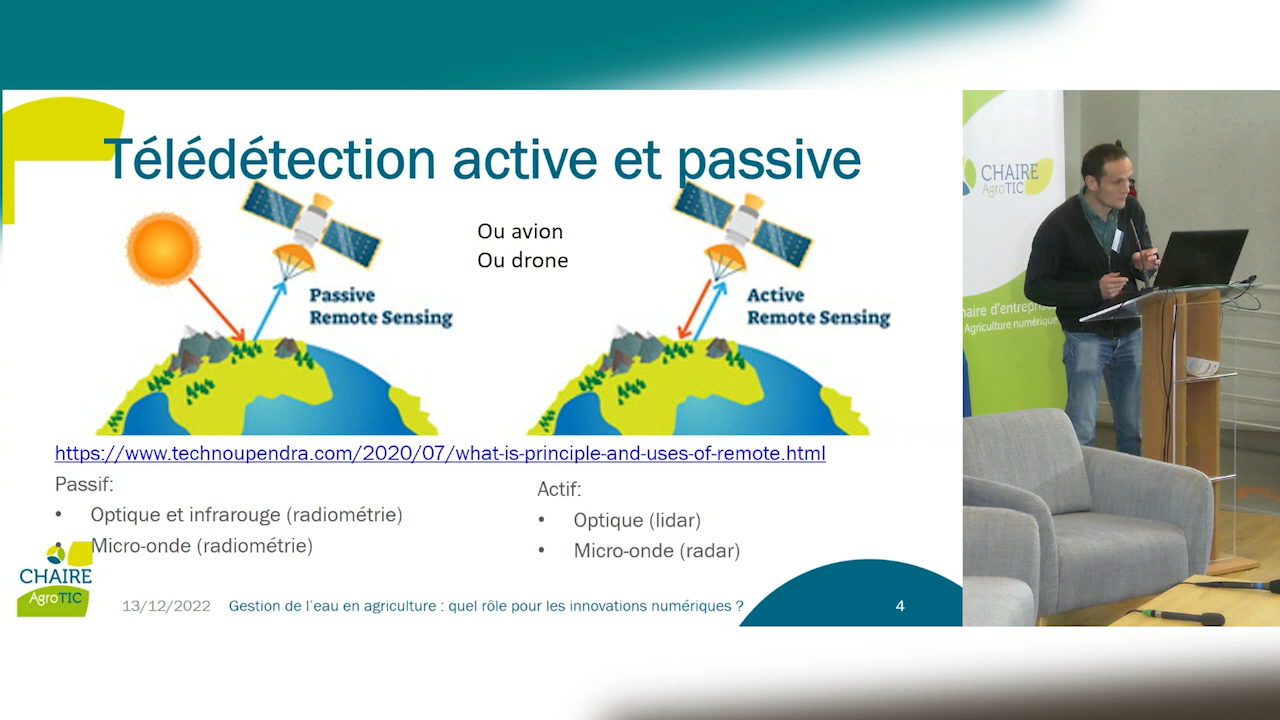 Télédétection active et passive
Ou avion
Ou drone
Passive
Remote Sensing
Active
Remote Sensing
https://www.technoupendra.com/2020/07/what-is-principle-and-uses-of-remote.html
Passif:
• Optique et infrarouge (radiométrie)
• Micro-onde (radiométrie)
Actif:
• Optique (lidar)
• Micro-onde (radar)
CHAIRE
AgroTIC
13/12/2022 Gestion de l'eau en agriculture : quel rôle pour les innovations numériques ? 4
CHAIRE
AgroTIC
haire d'entreprise
Agriculture numérique